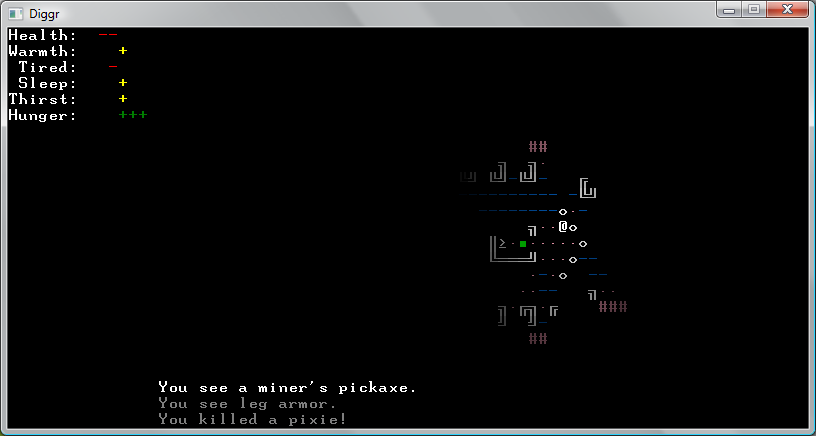 Diggr
Health: --
Warmth: +
Tired: -
Sleep: +
Thirst: +
Hunger: +++
You see a miner's pickaxe.
You see leg armor.
You killed a pixie!